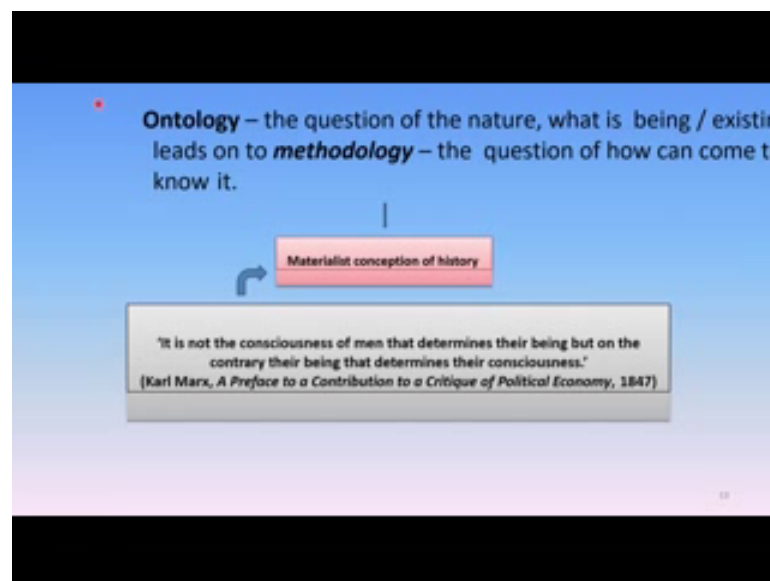 Ontology – the question of the nature, what is being / existin
leads on to methodology – the question of how can come t
know it.
Materialist conception of history
'It is not the consciousness of men that determines their being but on the
contrary their being that determines their consciousness.'
(Karl Marx, A Preface to a Contribution to a Critique of Political Economy, 1847)